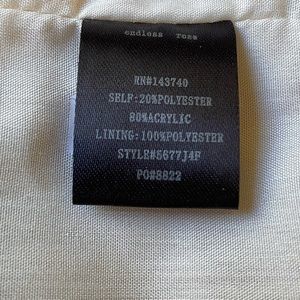 endless rose
RN#143740
SELF:20%POLYESTER
80%ACRYLIC
LINING:100%POLYESTER
STYLE#5677J4F
PO#8822